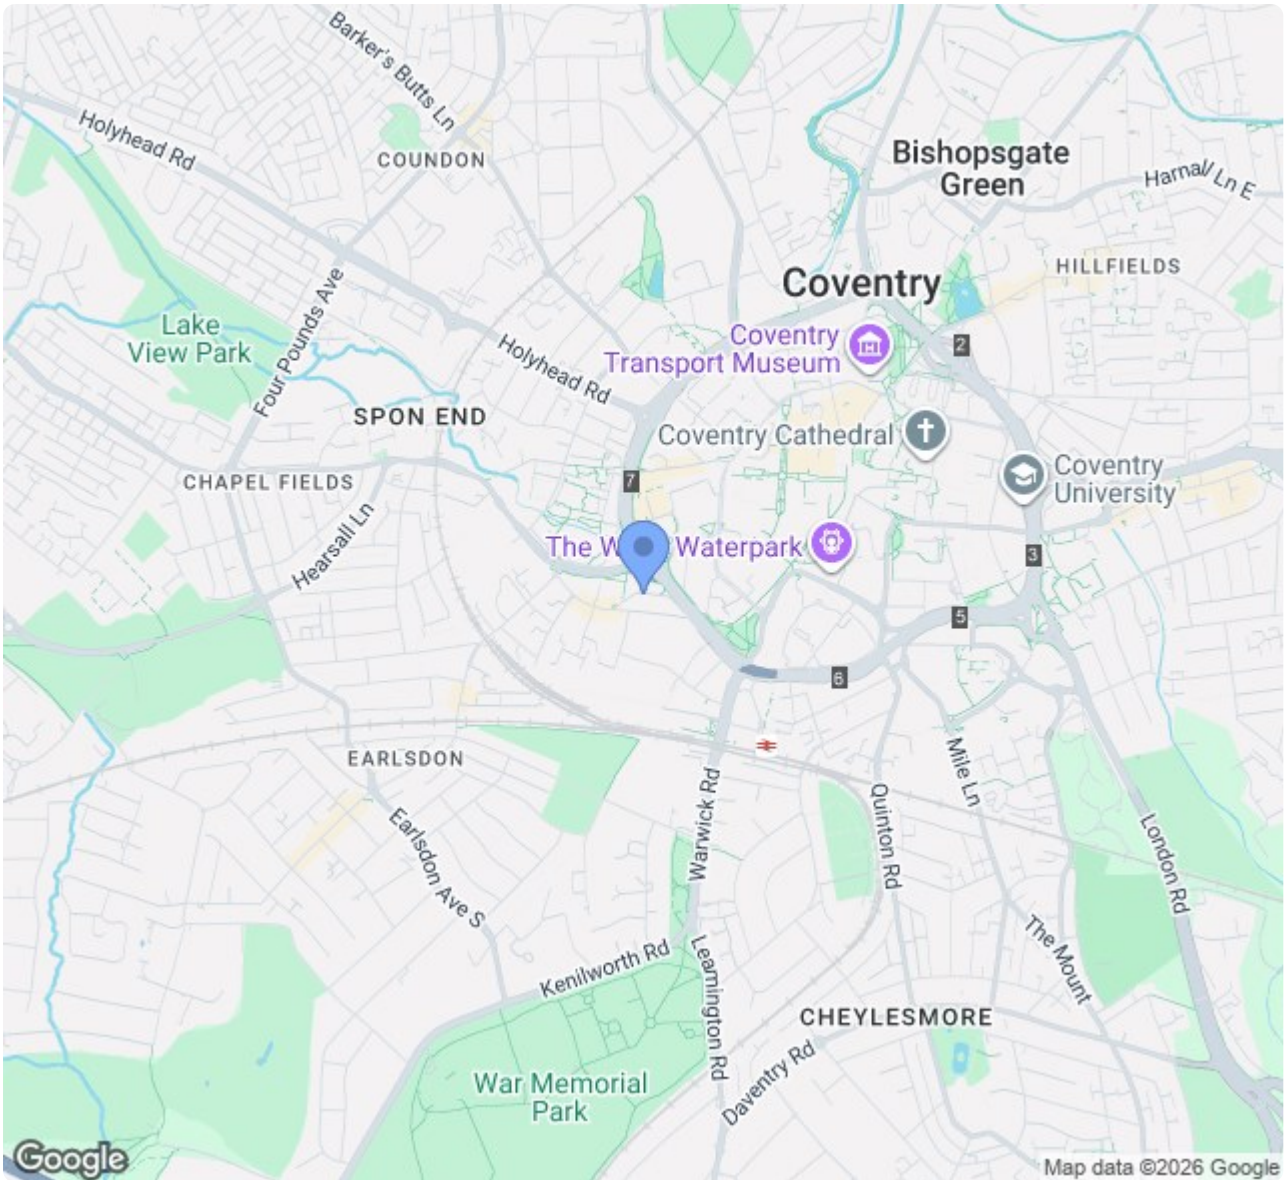 Barker's Butts Ln
Holyhead Rd
COUNDON
Bishopsgate
Green
Harnal Ln E
HILLFIELDS
Coventry
Lake
View Park
Four Pounds Ave
Coventry
Transport Museum
2
Holyhead Rd
SPON END
Coventry Cathedral
CHAPEL FIELDS
7
Coventry
University
Hearsall Ln
The
Waterpark
3
5
6
EARLSDON
Mile Ln
Warwick Rd
Quinton Rd
London Rd
Earlsdon Ave S
Kenilworth Rd
Leamington Rd
The Mount
CHEYLESMORE
Daventry Rd
War Memorial
Park
Google
Map data ©2026 Google